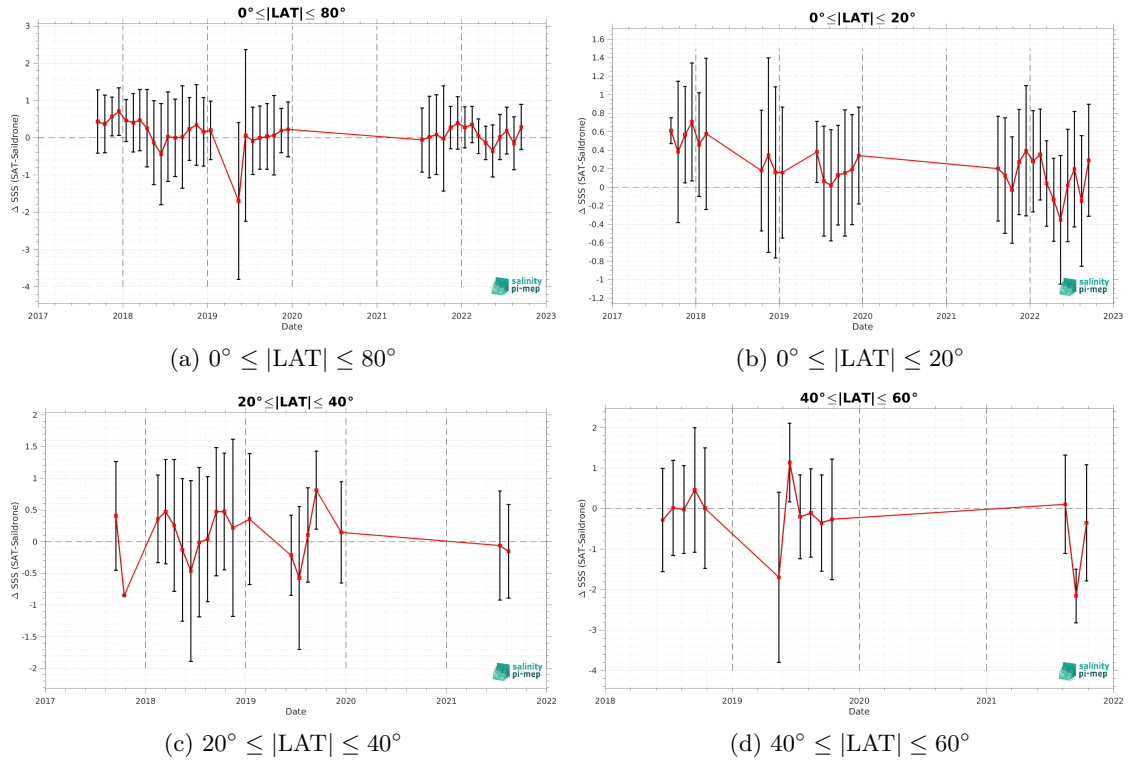 0°≤|LAT|≤ 80°
3
2
1
0
-1
-2
-3
-4
Δ SSS (SAT-Saildrone)
2017 2018 2019 2020 2021 2022 2023
Date
salinity
pi-mep
(a) 0° ≤ |LAT| ≤ 80°
0°≤|LAT|≤ 20°
1.6
1.4
1.2
1
0.8
0.6
0.4
0.2
0
-0.2
-0.4
-0.6
-0.8
-1
-1.2
Δ SSS (SAT-Saildrone)
2017 2018 2019 2020 2021 2022 2023
Date
salinity
pi-mep
(b) 0° ≤ |LAT| ≤ 20°
20°≤|LAT|≤ 40°
2
1.5
1
0.5
0
-0.5
-1
-1.5
-2
Δ SSS (SAT-Saildrone)
2017 2018 2019 2020 2021 2022
Date
salinity
pi-mep
(c) 20° ≤ |LAT| ≤ 40°
40°≤|LAT|≤ 60°
2
1
0
-1
-2
-3
-4
Δ SSS (SAT-Saildrone)
2018 2019 2020 2021 2022
Date
salinity
pi-mep
(d) 40° ≤ |LAT| ≤ 60°